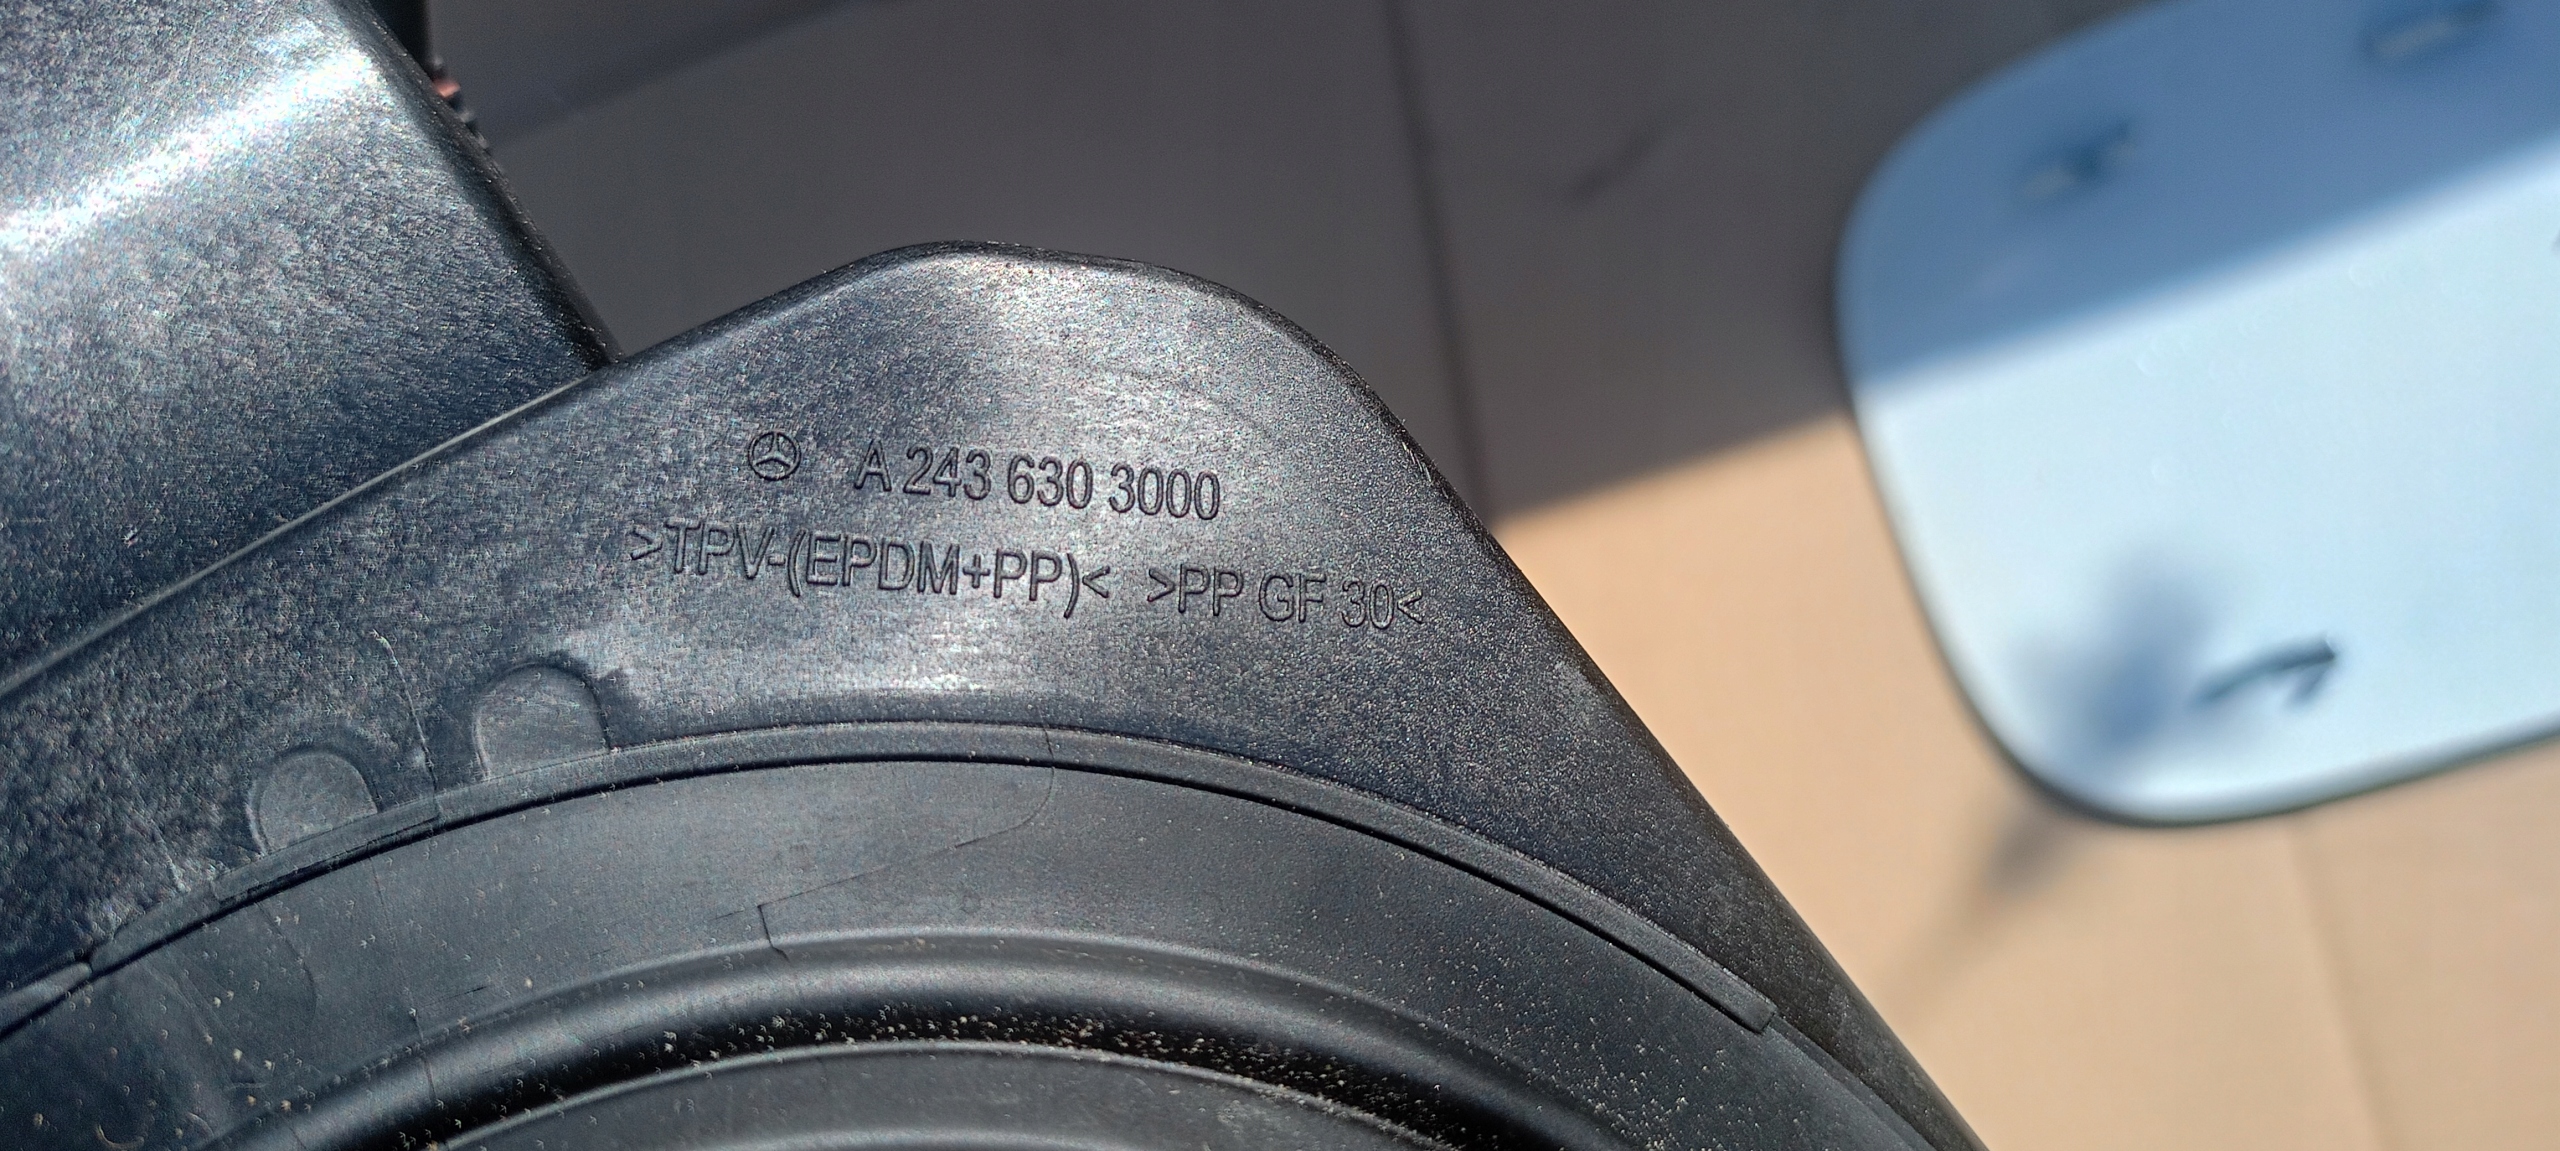 A 243 630 3000
>TPV-(EPDM+PP)< >PP GF 30<